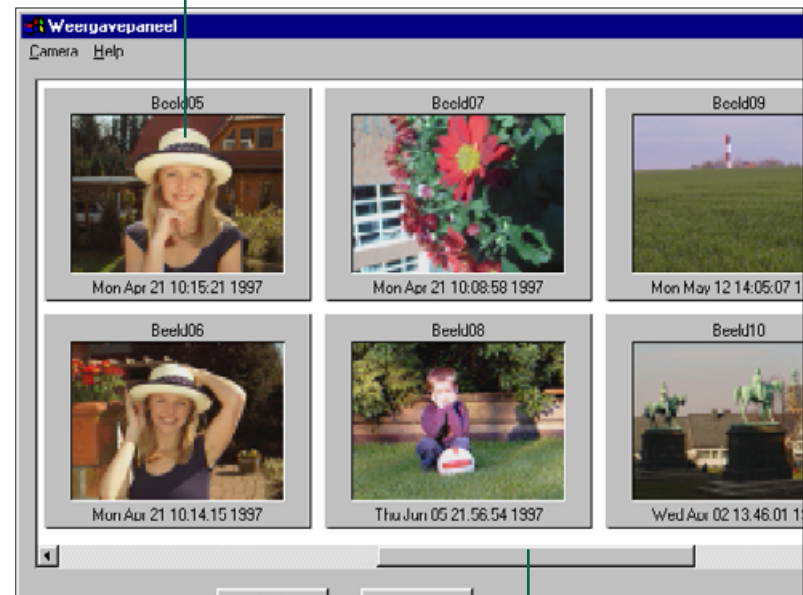 Weergavepaneel
Camera Help
Beeld05
Beeld07
Beeld09
Mon Apr 21 10:15:21 1997
Mon Apr 21 10:08:58 1997
Mon May 12 14:05:07 1
Beeld06
Beeld08
Beeld10
Mon Apr 21 10.14.15 1997
Thu Jun 05 21.56.54 1997
Wed Apr 02 13.46.01 1